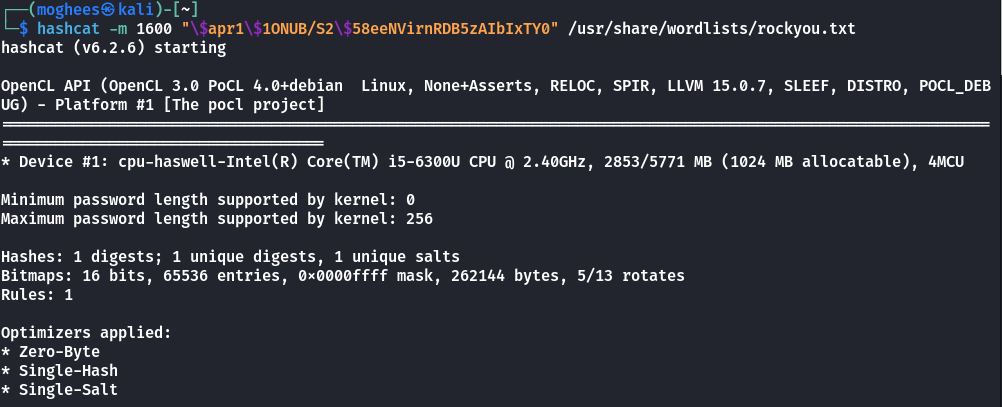 ┌──(moghees㉿kali)-[~]
└─$ hashcat -m 1600 "\$apr1\$1ONUB/S2\$58eeNVirnRDB5zAIbIxTY0" /usr/share/wordlists/rockyou.txt
hashcat (v6.2.6) starting
OpenCL API (OpenCL 3.0 PoCL 4.0+debian  Linux, None+Asserts, RELOC, SPIR, LLVM 15.0.7, SLEEF, DISTRO, POCL_DEB
UG) - Platform #1 [The pocl project]
==============================================================================================================
====================================
* Device #1: cpu-haswell-Intel(R) Core(TM) i5-6300U CPU @ 2.40GHz, 2853/5771 MB (1024 MB allocatable), 4MCU
Minimum password length supported by kernel: 0
Maximum password length supported by kernel: 256
Hashes: 1 digests; 1 unique digests, 1 unique salts
Bitmaps: 16 bits, 65536 entries, 0x0000ffff mask, 262144 bytes, 5/13 rotates
Rules: 1
Optimizers applied:
* Zero-Byte
* Single-Hash
* Single-Salt